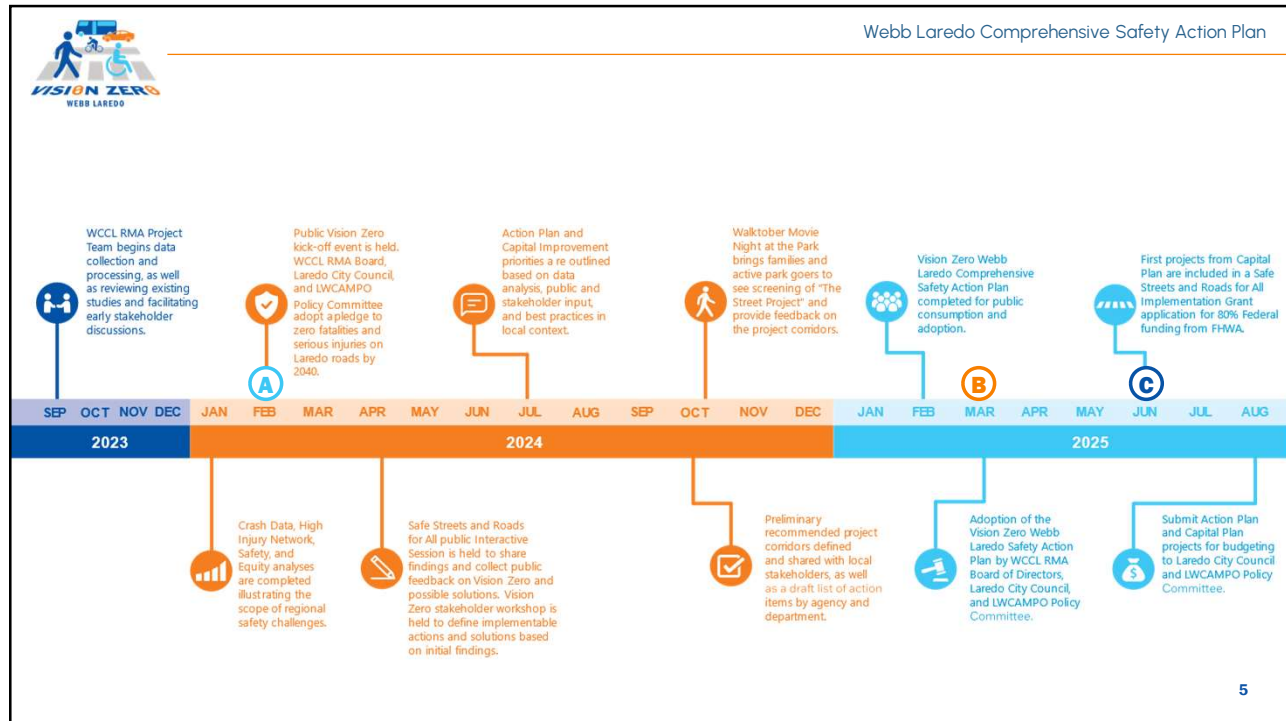 Webb Laredo Comprehensive Safety Action Plan
VISION ZERO
WEBB LAREDO
WCCL RMA Project
Team begins data
collection and
processing, as well
as reviewing existing
studies and facilitating
early stakeholder
discussions.
Public Vision Zero
kick-off event is held.
WCCL RMA Board,
Laredo City Council,
and LWCAMPO
Policy Committee
adopt apledge to
zero fatalities and
serious injuries on
Laredo roads by
2040.
Action Plan and
Capital Improvement
priorities a re outlined
based on data
analysis, public and
stakeholder input,
and best practices in
local context.
Walktober Movie
Night at the Park
brings families and
active park goers to
see screening of "The
Street Project" and
provide feedback on
the project corridors.
Vision Zero Webb
Laredo Comprehensive
Safety Action Plan
completed for public
consumption and
adoption.
First projects from Capital
Plan are included in a Safe
Streets and Roads for All
Implementation Grant
application for 80% Federal
funding from FHWA.
A
B
C
SEP OCT NOV DEC JAN FEB MAR APR MAY JUN JUL AUG SEP OCT NOV DEC JAN FEB MAR APR MAY JUN JUL AUG
2023 2024 2025
Crash Data, High
Injury Network,
Safety, and
Equity analyses
are completed
illustrating the
scope of regional
safety challenges.
Safe Streets and Roads
for All public Interactive
Session is held to share
findings and collect public
feedback on Vision Zero and
possible solutions. Vision
Zero stakeholder workshop is
held to define implementable
actions and solutions based
on initial findings.
Preliminary
recommended project
corridors defined
and shared with local
stakeholders, as well
as a draft list of action
items by agency and
department.
Adoption of the
Vision Zero Webb
Laredo Safety Action
Plan by WCCL RMA
Board of Directors,
Laredo City Council,
and LWCAMPO Policy
Committee.
$
Submit Action Plan
and Capital Plan
projects for budgeting
to Laredo City Council
and LWCAMPO Policy
Committee.
5